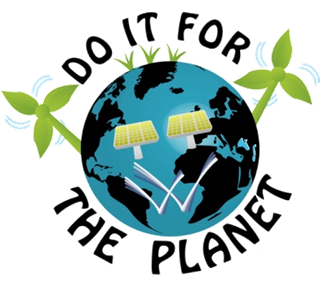 DO IT FOR
THE PLANET